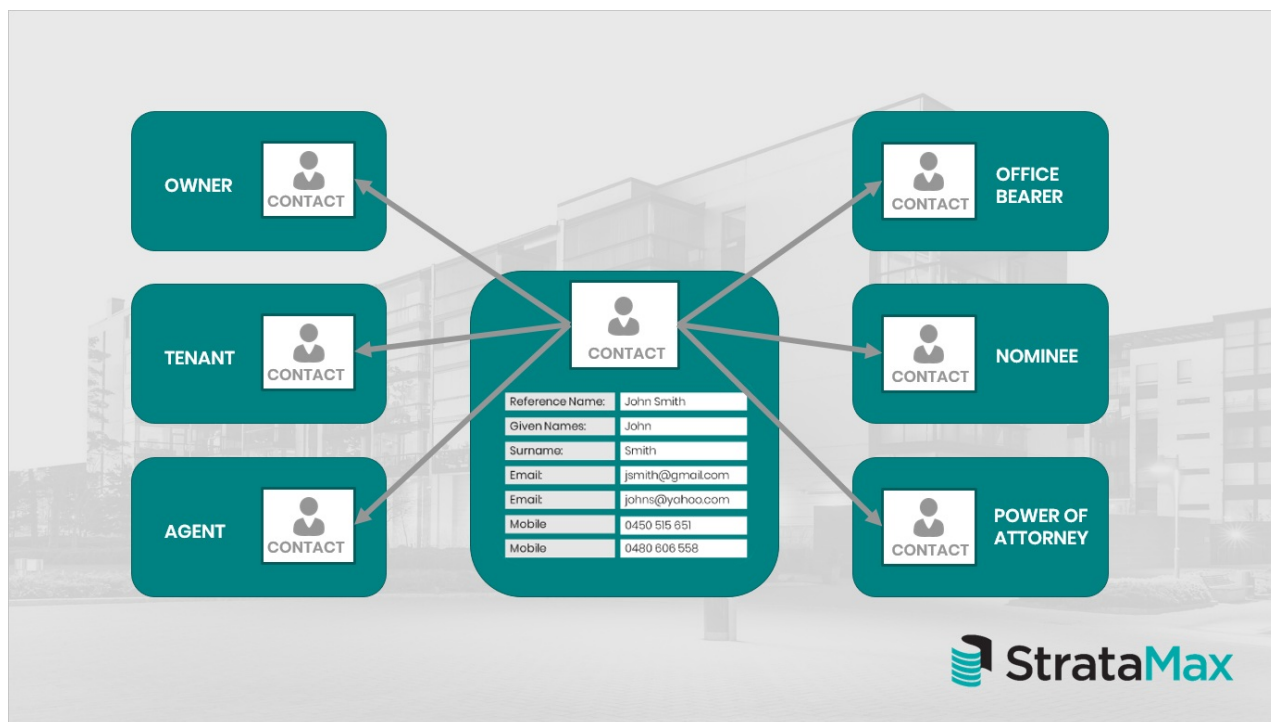 OWNER
CONTACT
TENANT
CONTACT
AGENT
CONTACT
CONTACT
Reference Name: John Smith
Given Names: John
Surname: Smith
Email: jsmith@gmail.com
Email: johns@yahoo.com
Mobile 0450 515 651
Mobile 0480 606 558
CONTACT
OFFICE
BEARER
CONTACT
NOMINEE
CONTACT
POWER OF
ATTORNEY
StrataMax